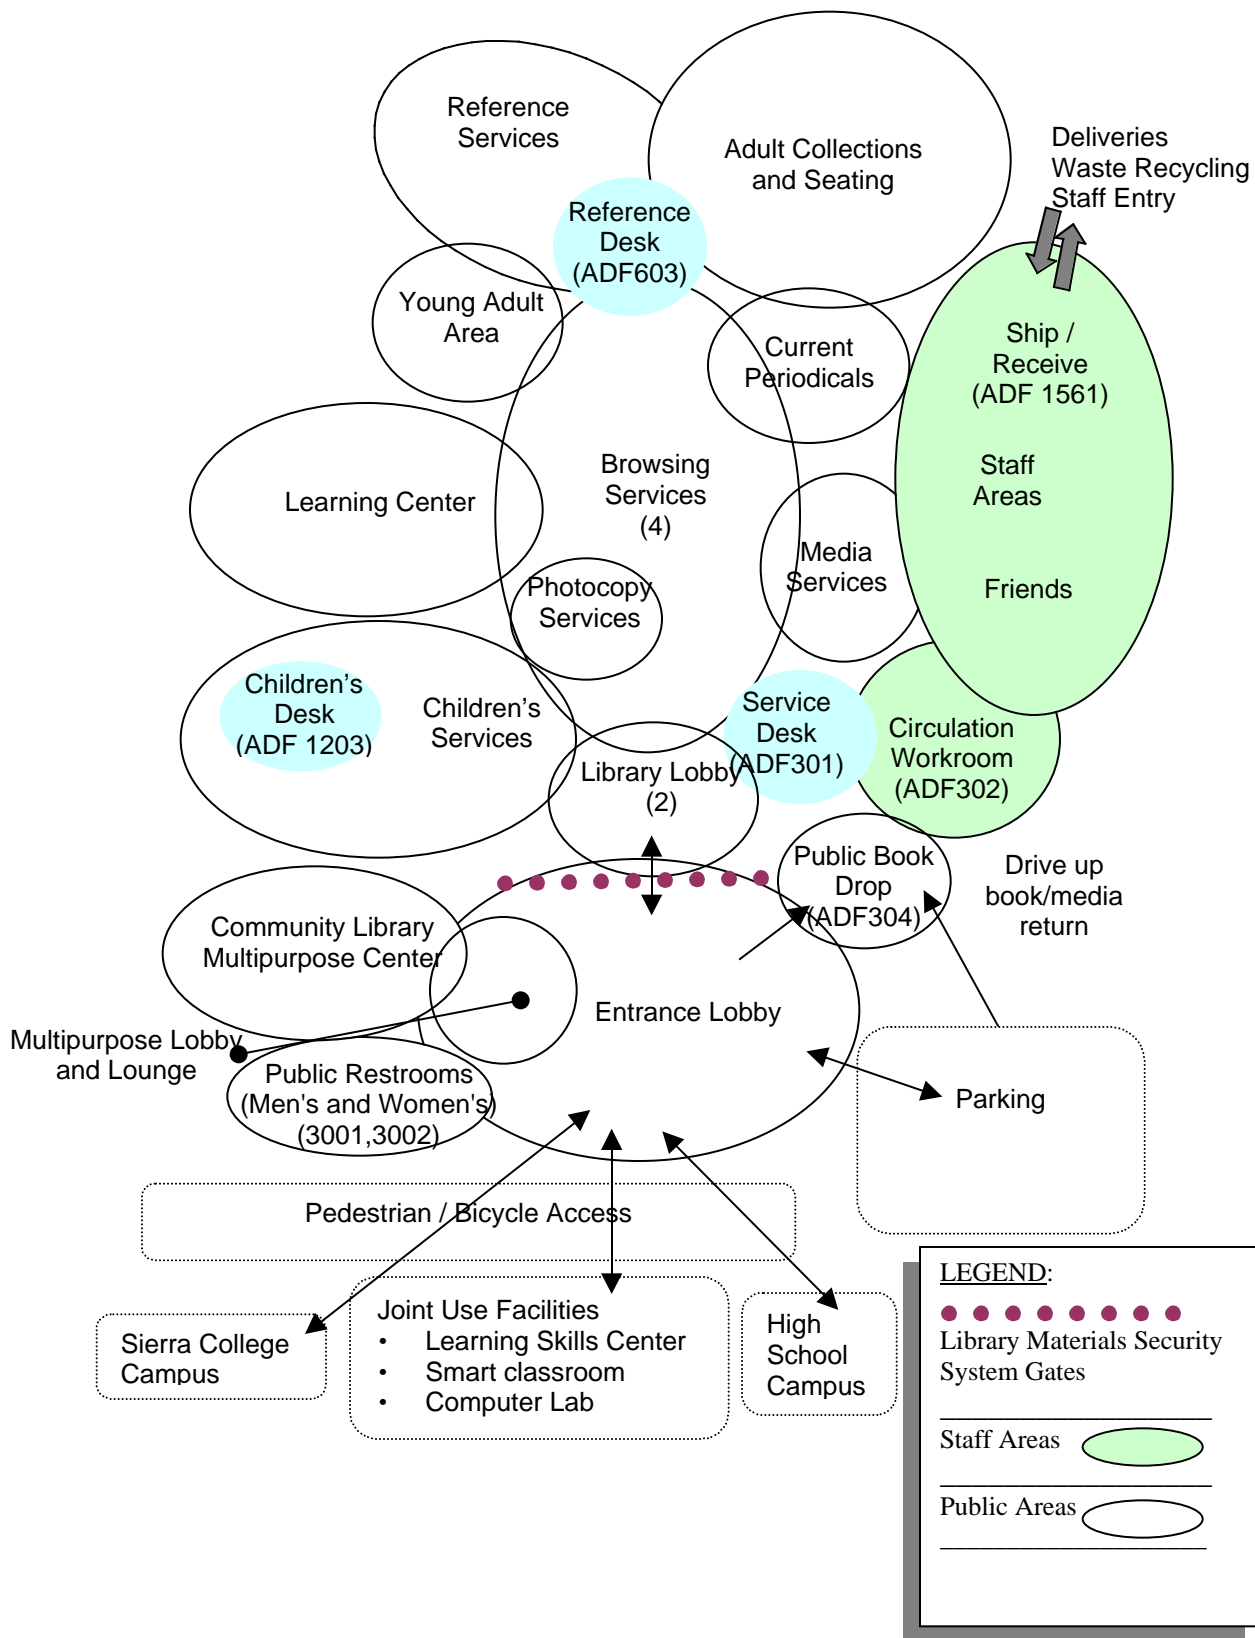 Reference
Services
Adult Collections
and Seating
Deliveries
Waste Recycling
Staff Entry
Reference
Desk
(ADF603)
Young Adult
Area
Current
Periodicals
Ship /
Receive
(ADF 1561)
Staff
Areas
Friends
Learning Center
Browsing
Services
(4)
Media
Services
Photocopy
Services
Children's
Desk
(ADF 1203)
Children's
Services
Service
Desk
(ADF301)
Circulation
Workroom
(ADF302)
Library Lobby
(2)
Public Book
Drop
(ADF304)
Drive up
book/media
return
Community Library
Multipurpose Center
Entrance Lobby
Multipurpose Lobby
and Lounge
Public Restrooms
(Men's and Women's)
(3001,3002)
Parking
Pedestrian / Bicycle Access
Sierra College
Campus
Joint Use Facilities
• Learning Skills Center
• Smart classroom
• Computer Lab
High
School
Campus
LEGEND:
Library Materials Security
System Gates
Staff Areas
Public Areas